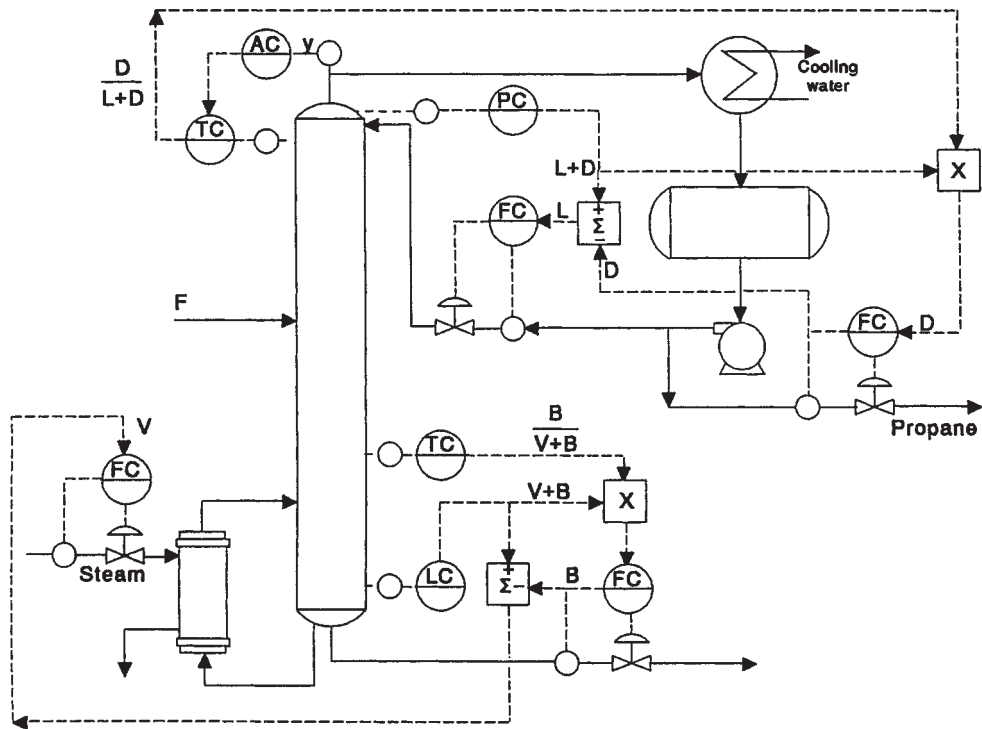 AC
y
D
L+D
TC
PC
Cooling
water
X
L+D
FC
L
+
Σ
−
D
F
FC
D
Propane
V
FC
TC
B
V+B
X
V+B
Steam
LC
+
Σ−
B
FC